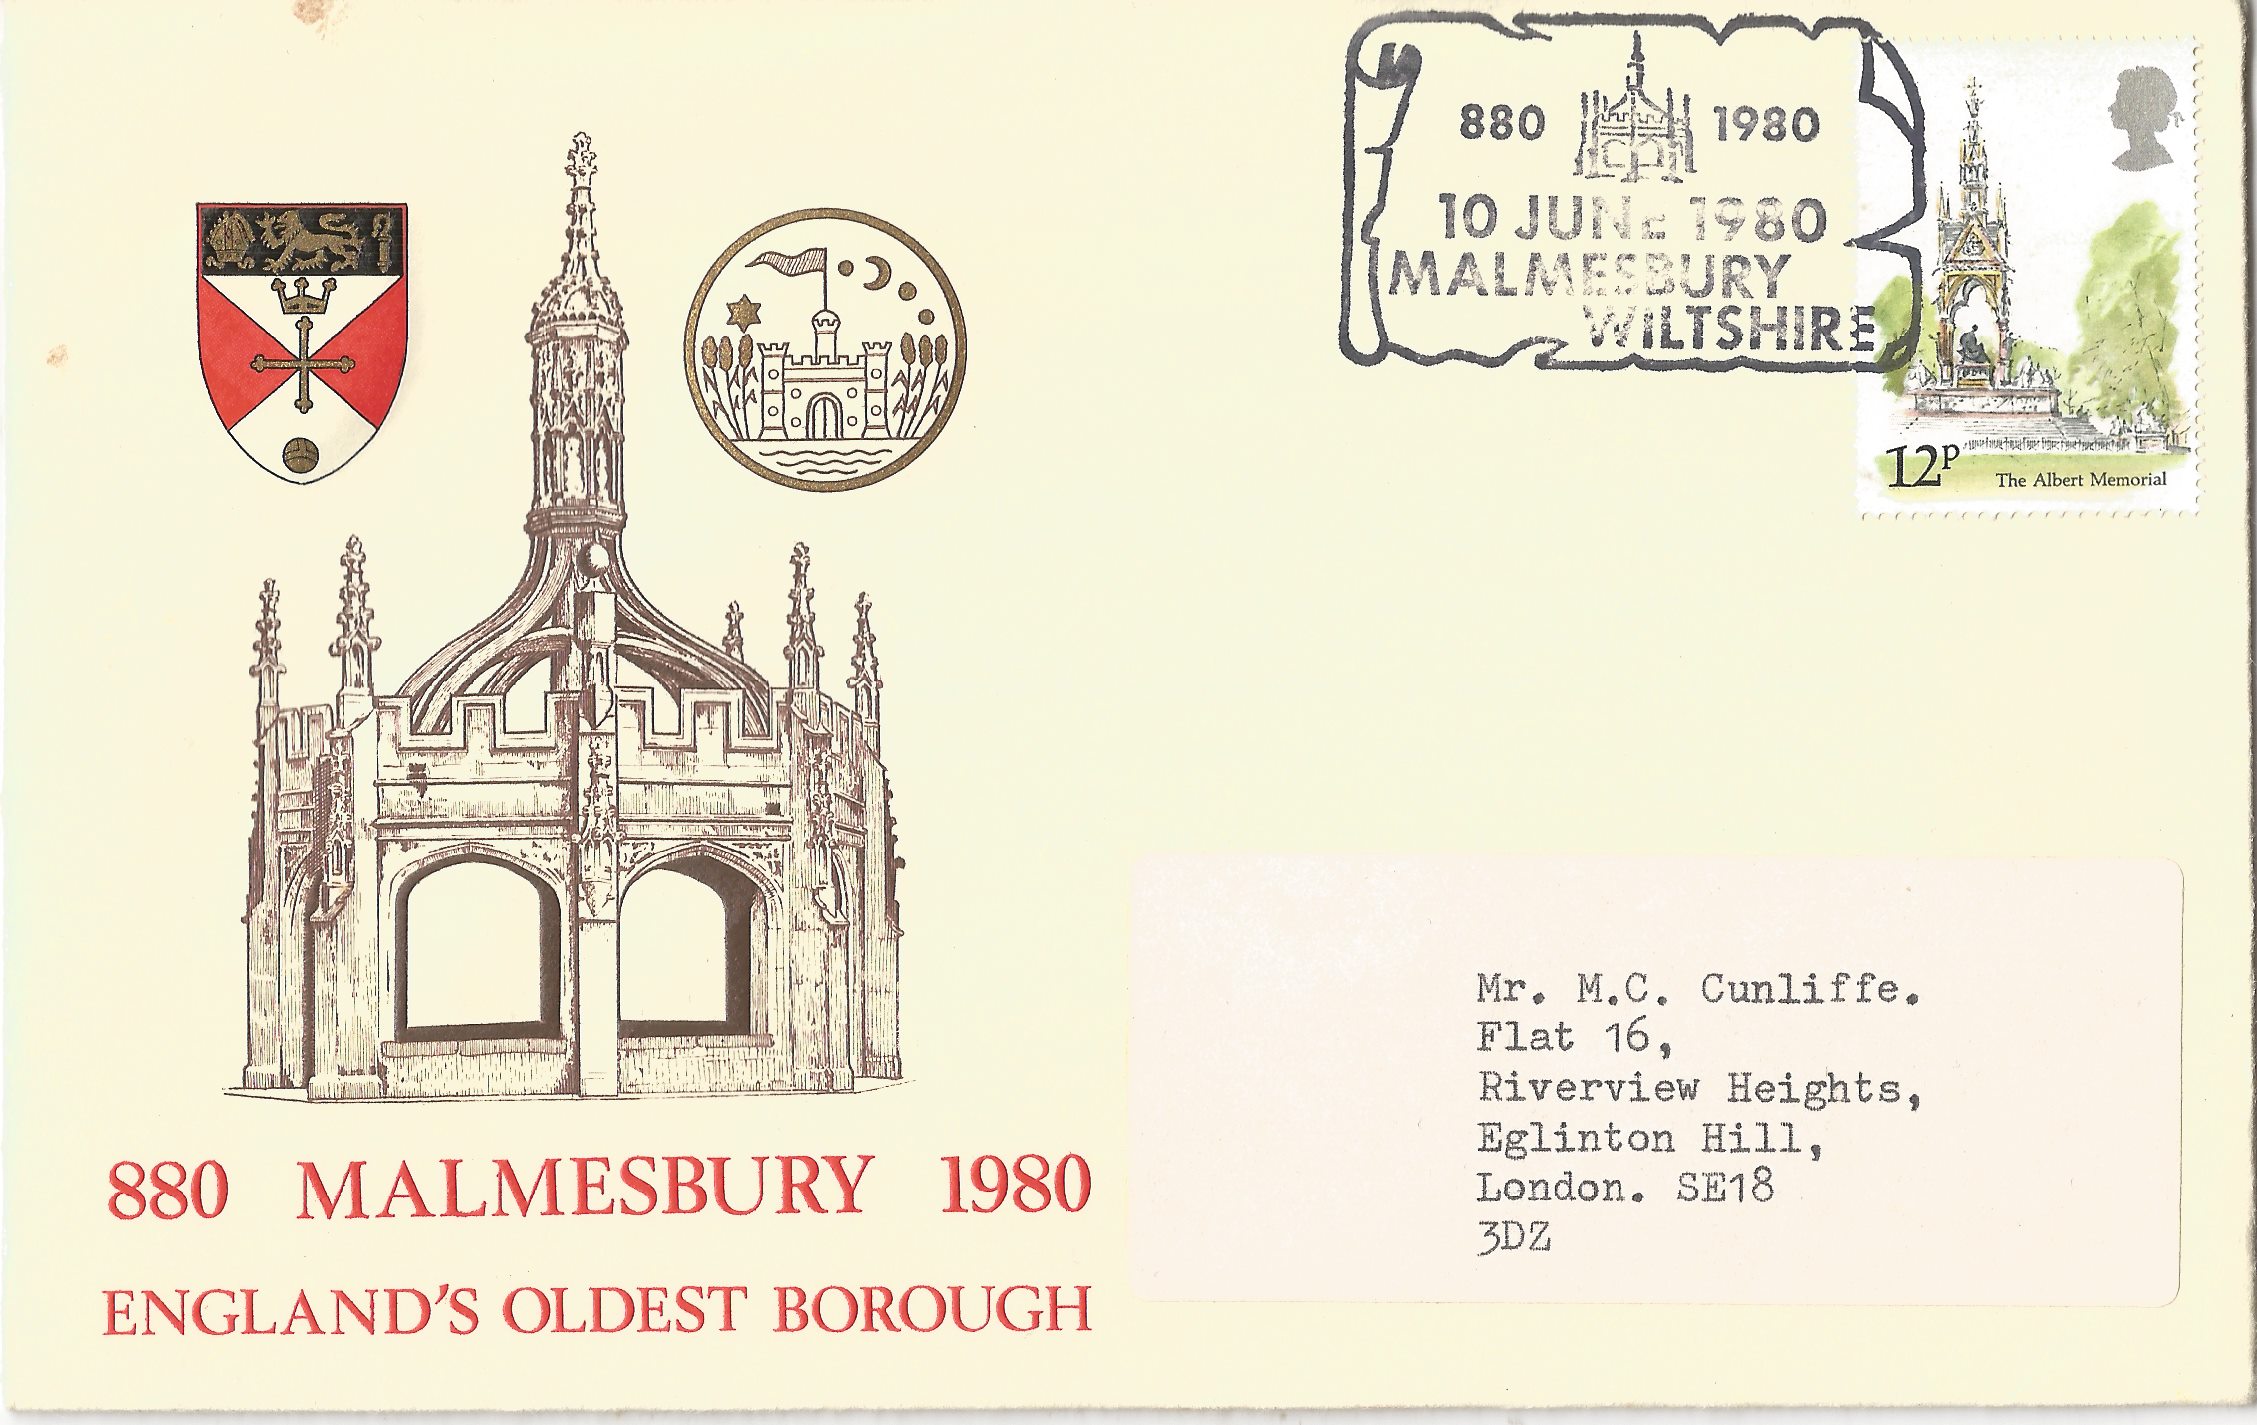 880 1980
10 JUNE 1980
MALMESBURY
WILTSHIRE
12P The Albert Memorial
Mr. M.C. Cunliffe.
Flat 16,
Riverview Heights,
Eglinton Hill,
London. SE18
3DZ
880 MALMESBURY 1980
ENGLAND'S OLDEST BOROUGH